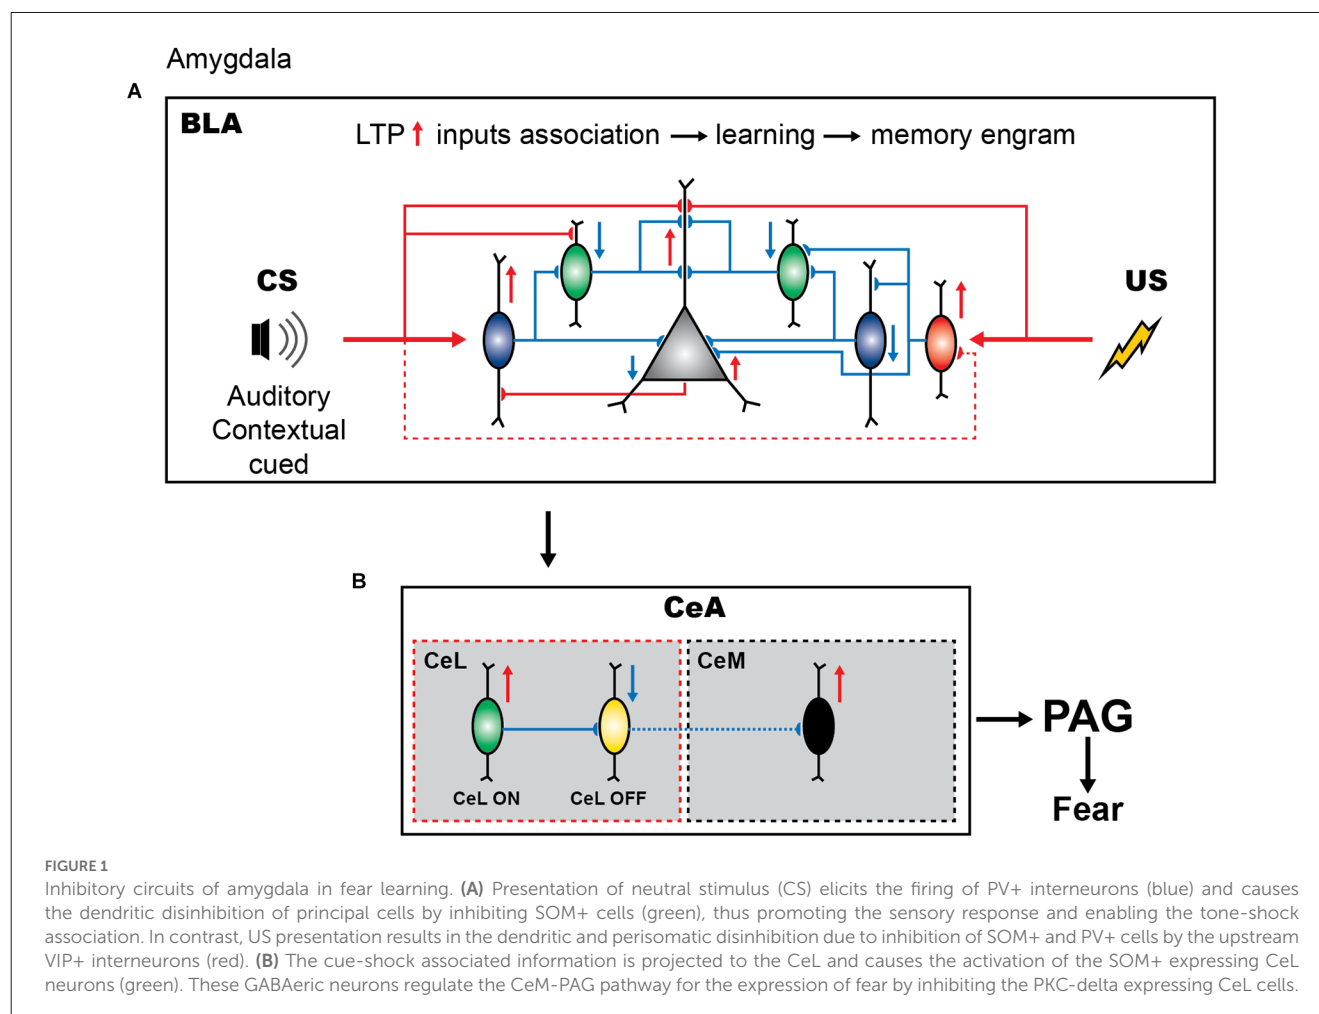 Amygdala
A
BLA
LTP ↑ inputs association → learning → memory engram
CS
US
Auditory
Contextual
cued
B
CeA
CeL
CeM
CeL ON
CeL OFF
PAG
Fear
FIGURE 1
Inhibitory circuits of amygdala in fear learning. (A) Presentation of neutral stimulus (CS) elicits the firing of PV+ interneurons (blue) and causes
the dendritic disinhibition of principal cells by inhibiting SOM+ cells (green), thus promoting the sensory response and enabling the tone-shock
association. In contrast, US presentation results in the dendritic and perisomatic disinhibition due to inhibition of SOM+ and PV+ cells by the upstream
VIP+ interneurons (red). (B) The cue-shock associated information is projected to the CeL and causes the activation of the SOM+ expressing CeL
neurons (green). These GABAeric neurons regulate the CeM-PAG pathway for the expression of fear by inhibiting the PKC-delta expressing CeL cells.